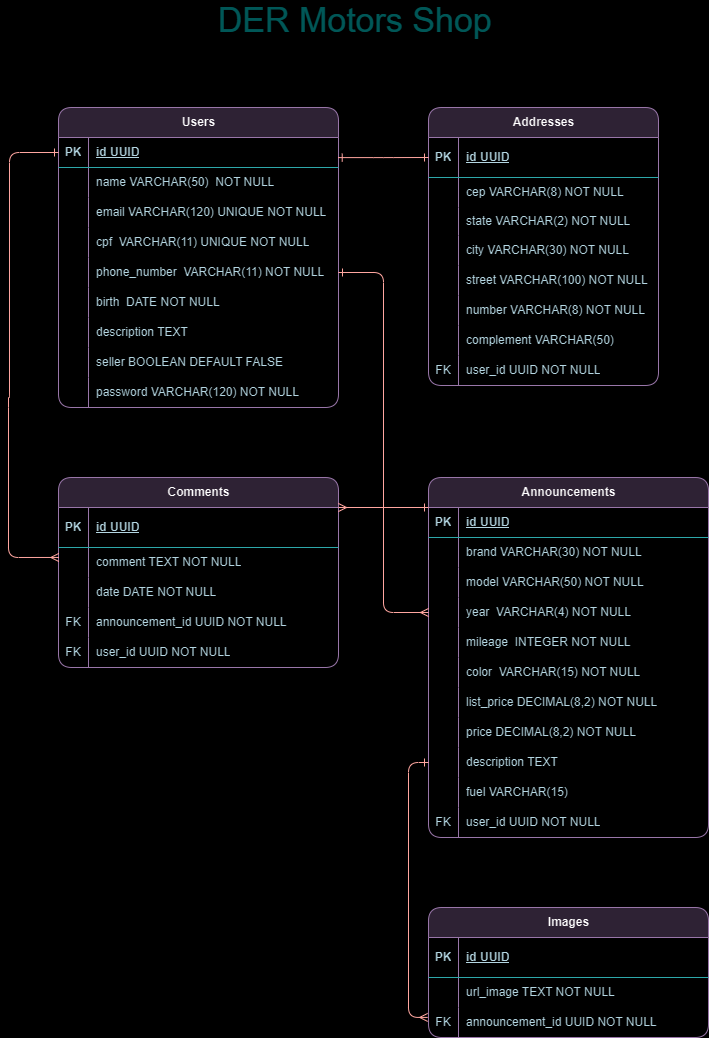 DER Motors Shop
Users
PK id UUID
name VARCHAR(50)  NOT NULL
email VARCHAR(120) UNIQUE NOT NULL
cpf  VARCHAR(11) UNIQUE NOT NULL
phone_number  VARCHAR(11) NOT NULL
birth  DATE NOT NULL
description TEXT
seller BOOLEAN DEFAULT FALSE
password VARCHAR(120) NOT NULL
Addresses
PK id UUID
cep VARCHAR(8) NOT NULL
state VARCHAR(2) NOT NULL
city VARCHAR(30) NOT NULL
street VARCHAR(100) NOT NULL
number VARCHAR(8) NOT NULL
complement VARCHAR(50)
FK user_id UUID NOT NULL
Comments
PK id UUID
comment TEXT NOT NULL
date DATE NOT NULL
FK announcement_id UUID NOT NULL
FK user_id UUID NOT NULL
Announcements
PK id UUID
brand VARCHAR(30) NOT NULL
model VARCHAR(50) NOT NULL
year  VARCHAR(4) NOT NULL
mileage  INTEGER NOT NULL
color  VARCHAR(15) NOT NULL
list_price DECIMAL(8,2) NOT NULL
price DECIMAL(8,2) NOT NULL
description TEXT
fuel VARCHAR(15)
FK user_id UUID NOT NULL
Images
PK id UUID
url_image TEXT NOT NULL
FK announcement_id UUID NOT NULL